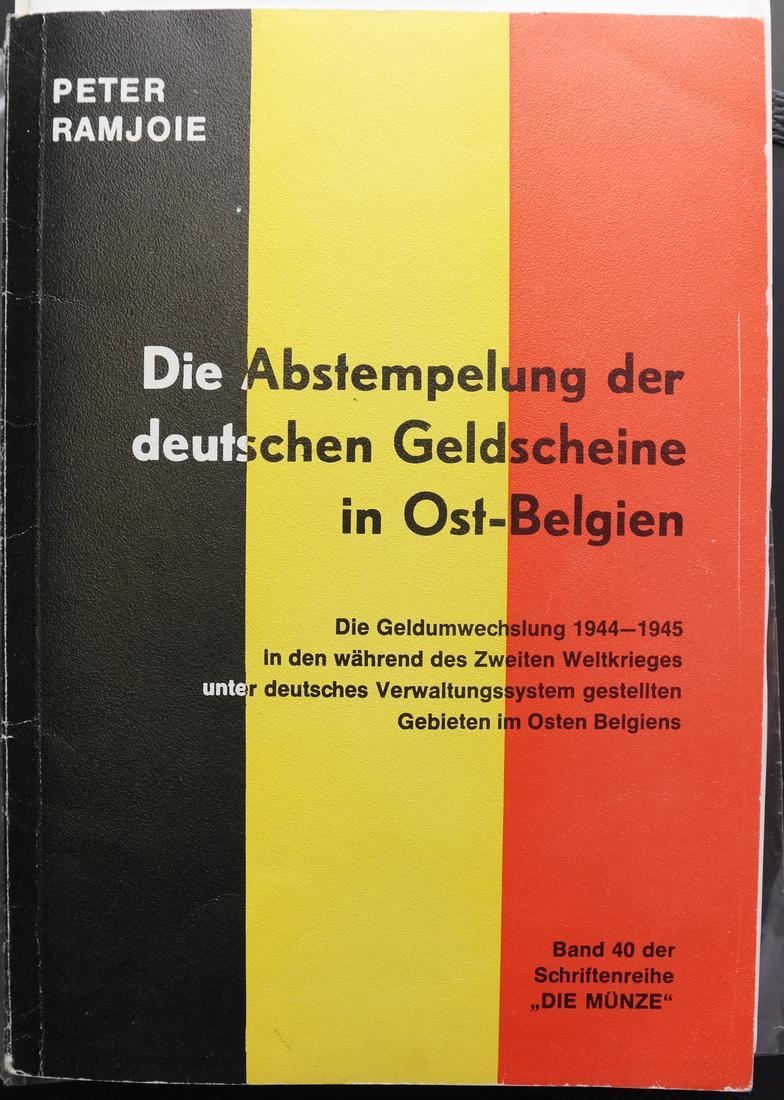 PETER
RAMJOIE
Die Abstempelung der
deutschen Geldscheine
in Ost-Belgien
Die Geldumwechslung 1944–1945
in den während des Zweiten Weltkrieges
unter deutsches Verwaltungssystem gestellten
Gebieten im Osten Belgiens
Band 40 der
Schriftenreihe
„DIE MÜNZE“